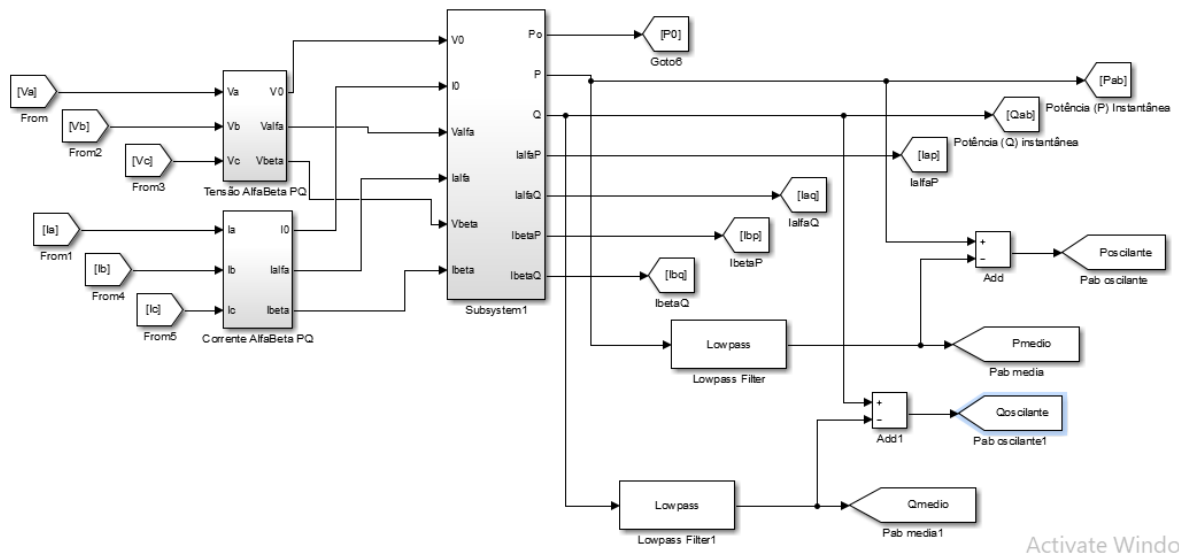 [Va]
From
[Vb]
From2
[Vc]
From3
Va
Vb
Vc
V0
Valfa
Vbeta
Tensão AlfaBeta PQ
[Ia]
From1
[Ib]
From4
[Ic]
From5
Ia
Ib
Ic
I0
Ialfa
Ibeta
Corrente AlfaBeta PQ
V0
I0
Valfa
Ialfa
Vbeta
Ibeta
Po
P
Q
IalfaP
IalfaQ
IbetaP
IbetaQ
Subsystem1
[P0]
Goto6
[Pab]
Potência (P) Instantânea
[Qab]
Potência (Q) instantânea
[Iap]
IalfaP
[Iaq]
IalfaQ
[Ibp]
IbetaP
[Ibq]
IbetaQ
+
−
Add
Poscilante
Pab oscilante
Lowpass
Lowpass Filter
Pmedio
Pab media
+
−
Add1
Qoscilante
Pab oscilante1
Lowpass
Lowpass Filter1
Qmedio
Pab media1
Activate Windo